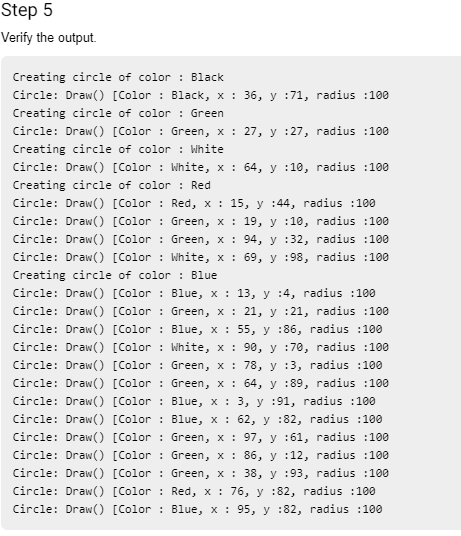 Step 5
Verify the output.
Creating circle of color : Black
Circle: Draw() [Color : Black, x : 36, y :71, radius :100
Creating circle of color : Green
Circle: Draw() [Color : Green, x : 27, y :27, radius :100
Creating circle of color : White
Circle: Draw() [Color : White, x : 64, y :10, radius :100
Creating circle of color : Red
Circle: Draw() [Color : Red, x : 15, y :44, radius :100
Circle: Draw() [Color : Green, x : 19, y :10, radius :100
Circle: Draw() [Color : Green, x : 94, y :32, radius :100
Circle: Draw() [Color : White, x : 69, y :98, radius :100
Creating circle of color : Blue
Circle: Draw() [Color : Blue, x : 13, y :4, radius :100
Circle: Draw() [Color : Green, x : 21, y :21, radius :100
Circle: Draw() [Color : Blue, x : 55, y :86, radius :100
Circle: Draw() [Color : White, x : 90, y :70, radius :100
Circle: Draw() [Color : Green, x : 78, y :3, radius :100
Circle: Draw() [Color : Green, x : 64, y :89, radius :100
Circle: Draw() [Color : Blue, x : 3, y :91, radius :100
Circle: Draw() [Color : Blue, x : 62, y :82, radius :100
Circle: Draw() [Color : Green, x : 97, y :61, radius :100
Circle: Draw() [Color : Green, x : 86, y :12, radius :100
Circle: Draw() [Color : Green, x : 38, y :93, radius :100
Circle: Draw() [Color : Red, x : 76, y :82, radius :100
Circle: Draw() [Color : Blue, x : 95, y :82, radius :100